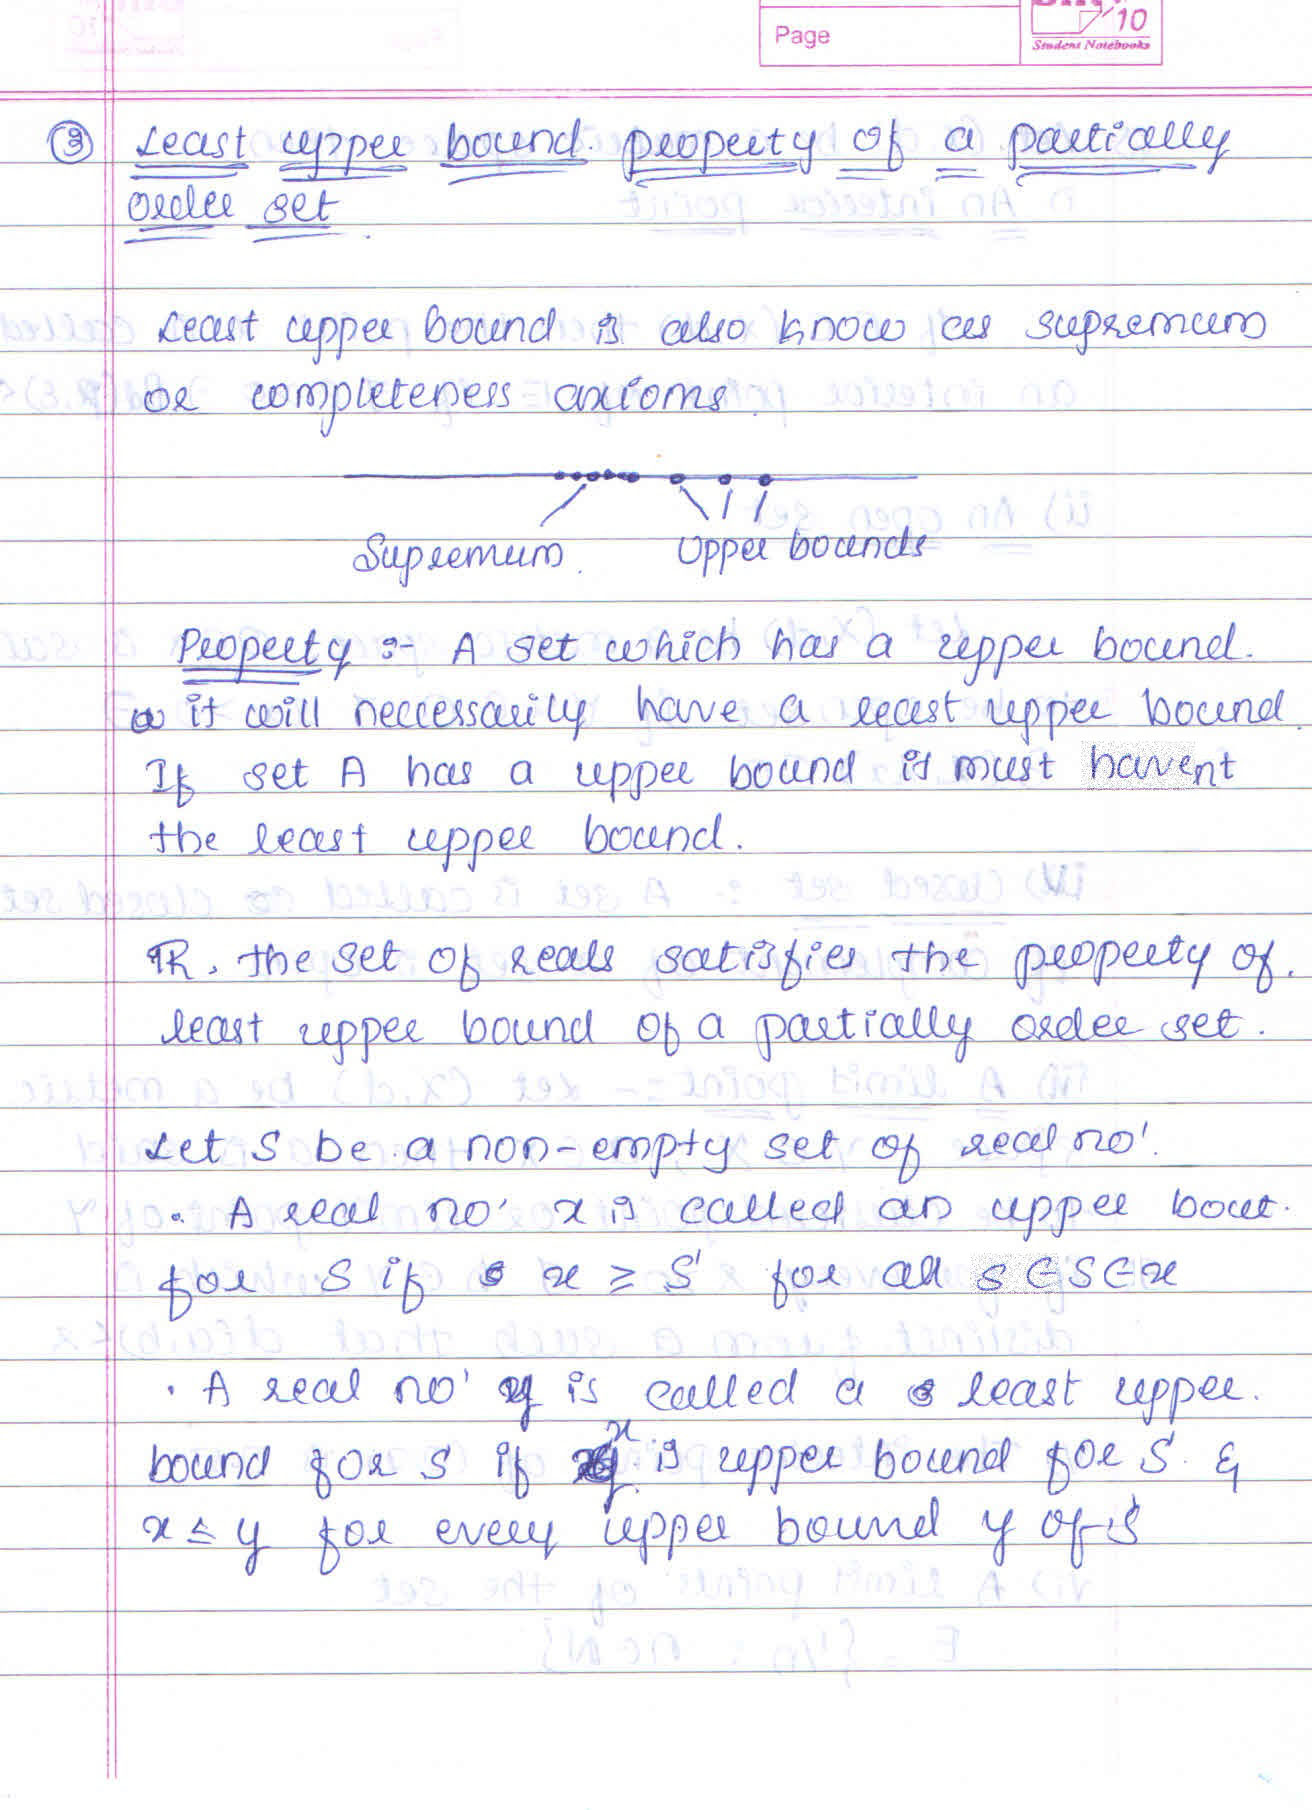 Page
10
Student Notebooks
③ Least upper bound property of a partially
order set
Least upper bound is also know as supremum
or completeness axioms.
Supremum. Upper bounds
Property :- A set which has a upper bound.
it will neccessarily have a least upper bound.
If set A has a upper bound it must havent
the least upper bound.
ℝ, the set of reals satisfies the property of.
least upper bound of a partially order set.
Let S be a non-empty set of real no'.
• A real no' x is called an upper bout.
for S if x ≥ S' for all s ∈ S ∈ x
• A real no' y is called a least upper.
bound for S if x is upper bound for S &
x ≤ y for every upper bound y of S